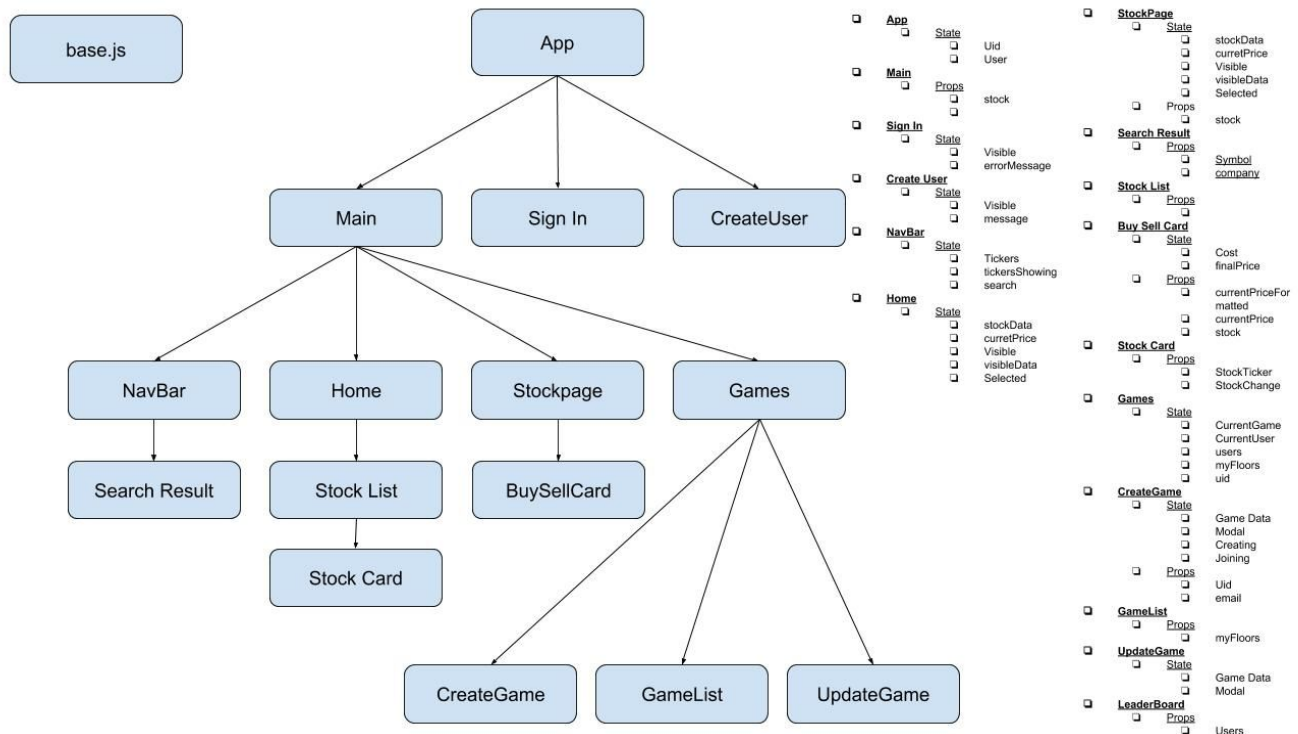 base.js
App
Main
Sign In
CreateUser
NavBar
Home
Stockpage
Games
Search Result
Stock List
BuySellCard
Stock Card
CreateGame
GameList
UpdateGame
App
State
Uid
User
Main
Props
stock
Sign In
State
Visible
errorMessage
Create User
State
Visible
message
NavBar
State
Tickers
tickersShowing
search
Home
State
stockData
curretPrice
Visible
visibleData
Selected
StockPage
State
stockData
curretPrice
Visible
visibleData
Selected
Props
stock
Search Result
Props
Symbol
company
Stock List
Props
Buy Sell Card
State
Cost
finalPrice
Props
currentPriceFor
matted
currentPrice
stock
Stock Card
Props
StockTicker
StockChange
Games
State
CurrentGame
CurrentUser
users
myFloors
uid
CreateGame
State
Game Data
Modal
Creating
Joining
Props
Uid
email
GameList
Props
myFloors
UpdateGame
State
Game Data
Modal
LeaderBoard
Props
Users